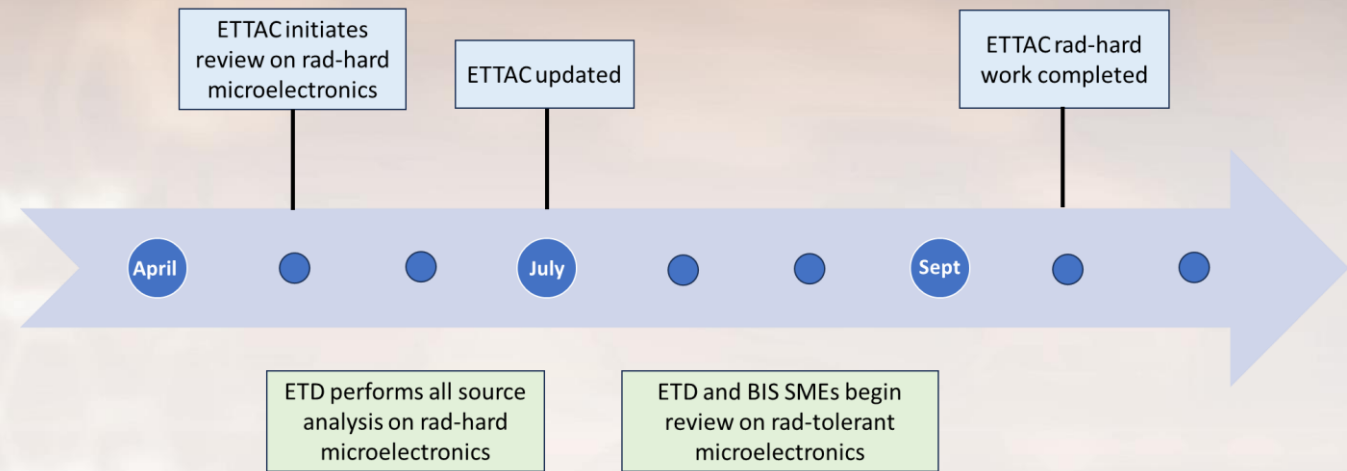 ETTAC initiates
review on rad-hard
microelectronics
ETTAC updated
ETTAC rad-hard
work completed
April
July
Sept
ETD performs all source
analysis on rad-hard
microelectronics
ETD and BIS SMEs begin
review on rad-tolerant
microelectronics